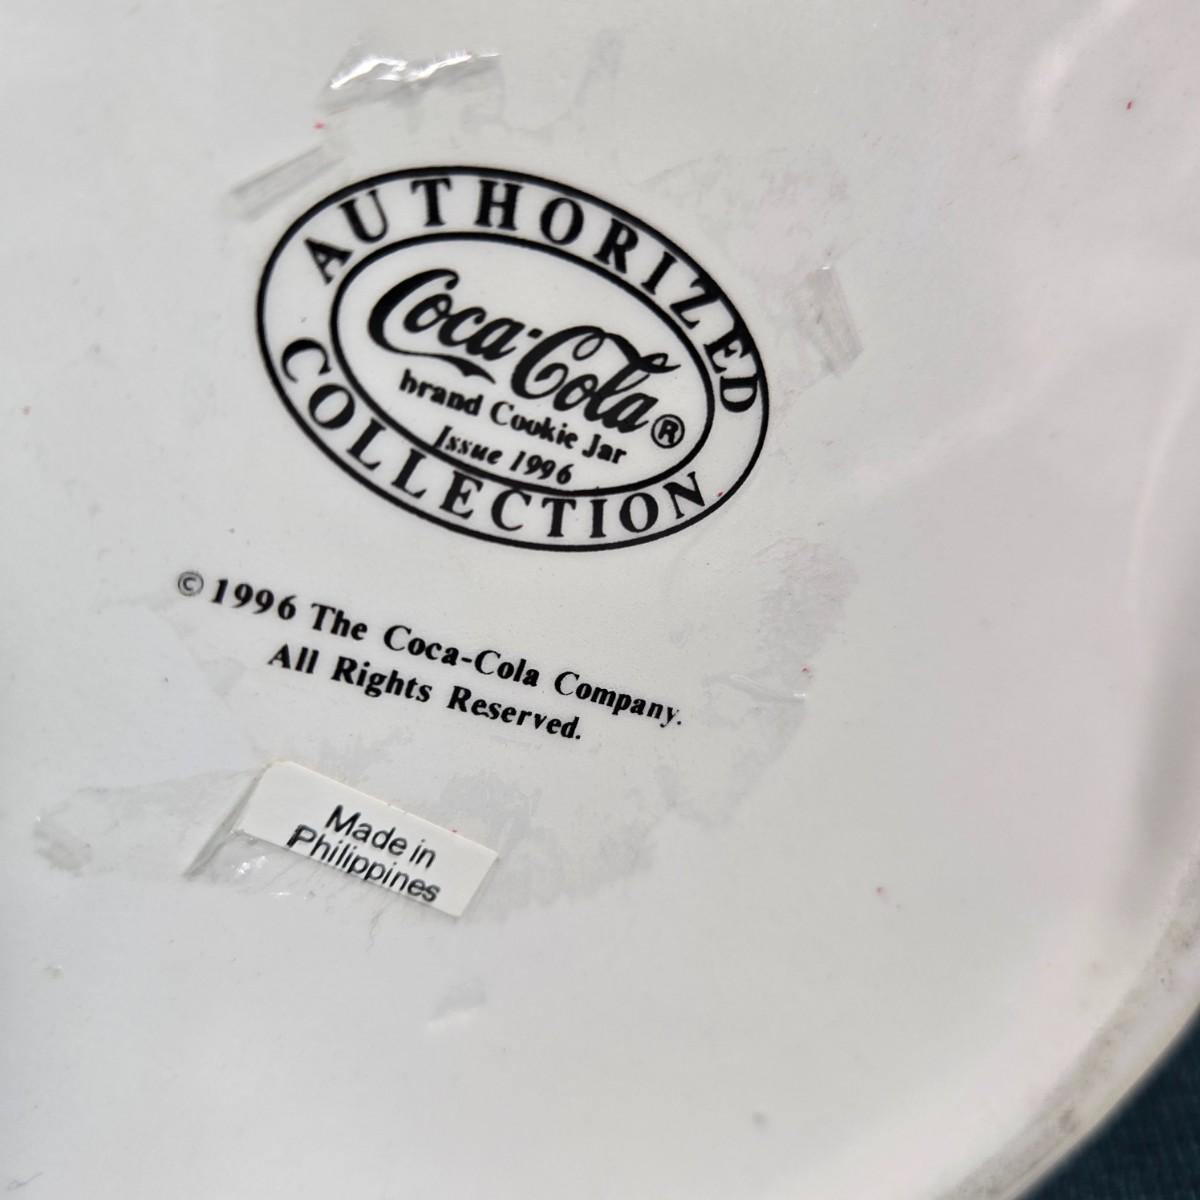 AUTHORIZED
Coca-Cola®
brand Cookie Jar
Issue 1996
COLLECTION
© 1996 The Coca-Cola Company.
All Rights Reserved.
Made in
Philippines